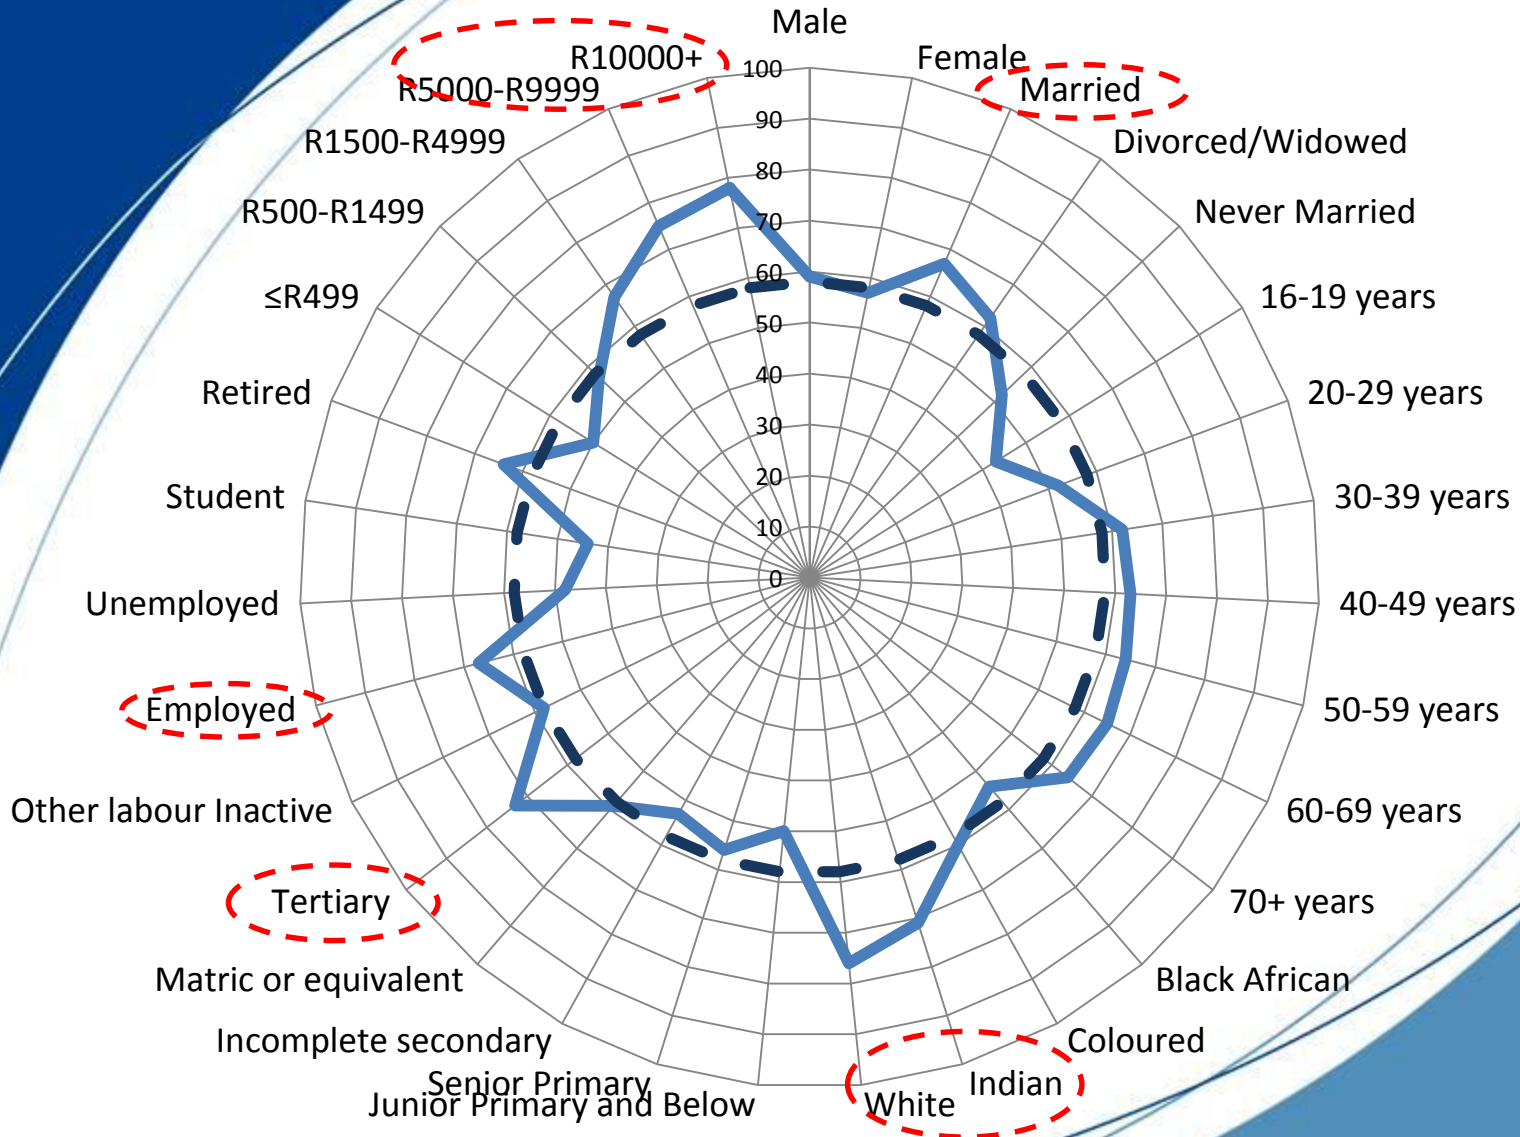 Male
Female
Married
Divorced/Widowed
Never Married
16-19 years
20-29 years
30-39 years
40-49 years
50-59 years
60-69 years
70+ years
Black African
Coloured
Indian
White
Junior Primary and Below
Senior Primary
Incomplete secondary
Matric or equivalent
Tertiary
Other labour Inactive
Employed
Unemployed
Student
Retired
≤R499
R500-R1499
R1500-R4999
R5000-R9999
R10000+
100
90
80
70
60
50
40
30
20
10
0